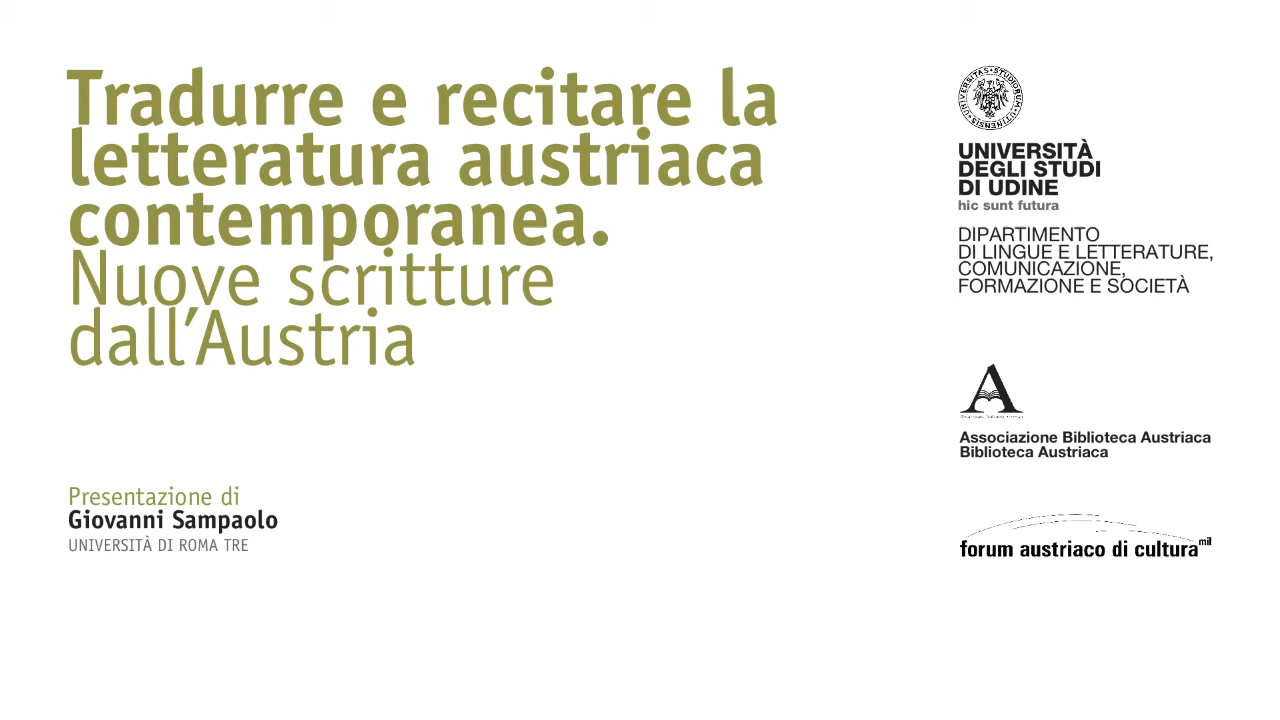 Tradurre e recitare la
letteratura austriaca
contemporanea.
Nuove scritture
dall’Austria
Presentazione di
Giovanni Sampaolo
UNIVERSITÀ DI ROMA TRE
UNIVERSITÀ
DEGLI STUDI
DI UDINE
hic sunt futura
DIPARTIMENTO
DI LINGUE E LETTERATURE,
COMUNICAZIONE,
FORMAZIONE E SOCIETÀ
A
Associazione Biblioteca Austriaca
Biblioteca Austriaca
forum austriaco di cultura mil